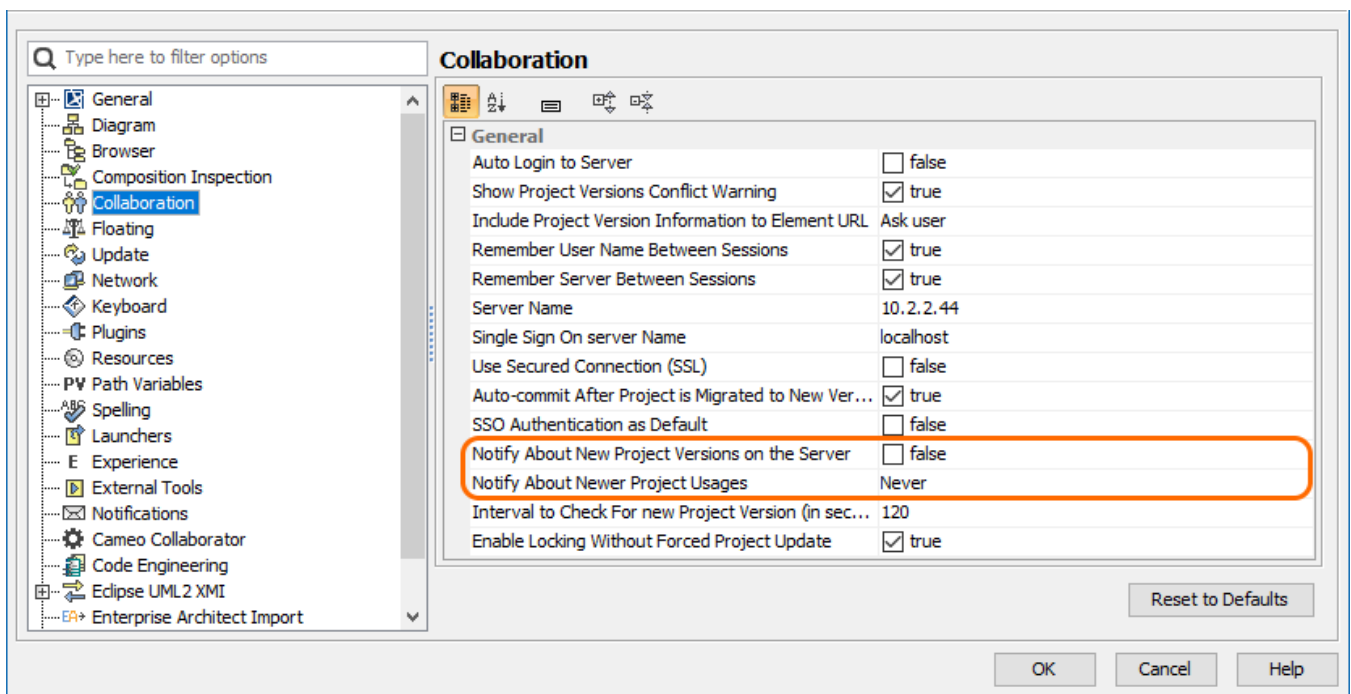 Type here to filter options
General
Diagram
Browser
Composition Inspection
Collaboration
Floating
Update
Network
Keyboard
Plugins
Resources
PV Path Variables
ABC Spelling
Launchers
E Experience
External Tools
Notifications
Cameo Collaborator
Code Engineering
Eclipse UML2 XMI
EA Enterprise Architect Import
Collaboration
A Z
General
Auto Login to Server false
Show Project Versions Conflict Warning true
Include Project Version Information to Element URL Ask user
Remember User Name Between Sessions true
Remember Server Between Sessions true
Server Name 10.2.2.44
Single Sign On server Name localhost
Use Secured Connection (SSL) false
Auto-commit After Project is Migrated to New Ver... true
SSO Authentication as Default false
Notify About New Project Versions on the Server false
Notify About Newer Project Usages Never
Interval to Check For new Project Version (in sec... 120
Enable Locking Without Forced Project Update true
Reset to Defaults
OK Cancel Help